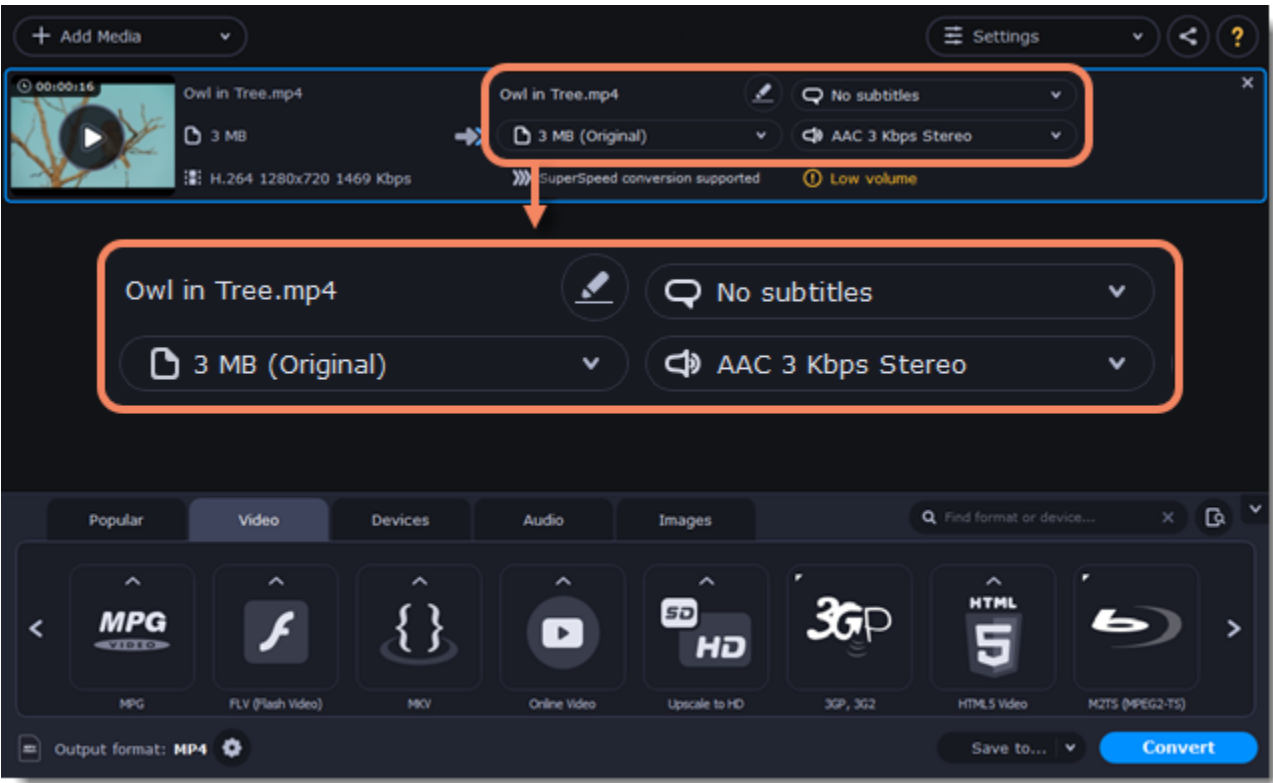 Add Media
Settings
?
00:00:16
Owl in Tree.mp4
3 MB
H.264 1280x720 1469 Kbps
Owl in Tree.mp4
No subtitles
3 MB (Original)
AAC 3 Kbps Stereo
SuperSpeed conversion supported
Low volume
Owl in Tree.mp4
No subtitles
3 MB (Original)
AAC 3 Kbps Stereo
Popular
Video
Devices
Audio
Images
Find format or device...
MPG
VIDEO
SD
HD
3GP
HTML
5
MPG
FLV (Flash Video)
MKV
Online Video
Upscale to HD
3GP, 3G2
HTML5 Video
M2TS (MPEG2-TS)
Output format: MP4
Save to...
Convert